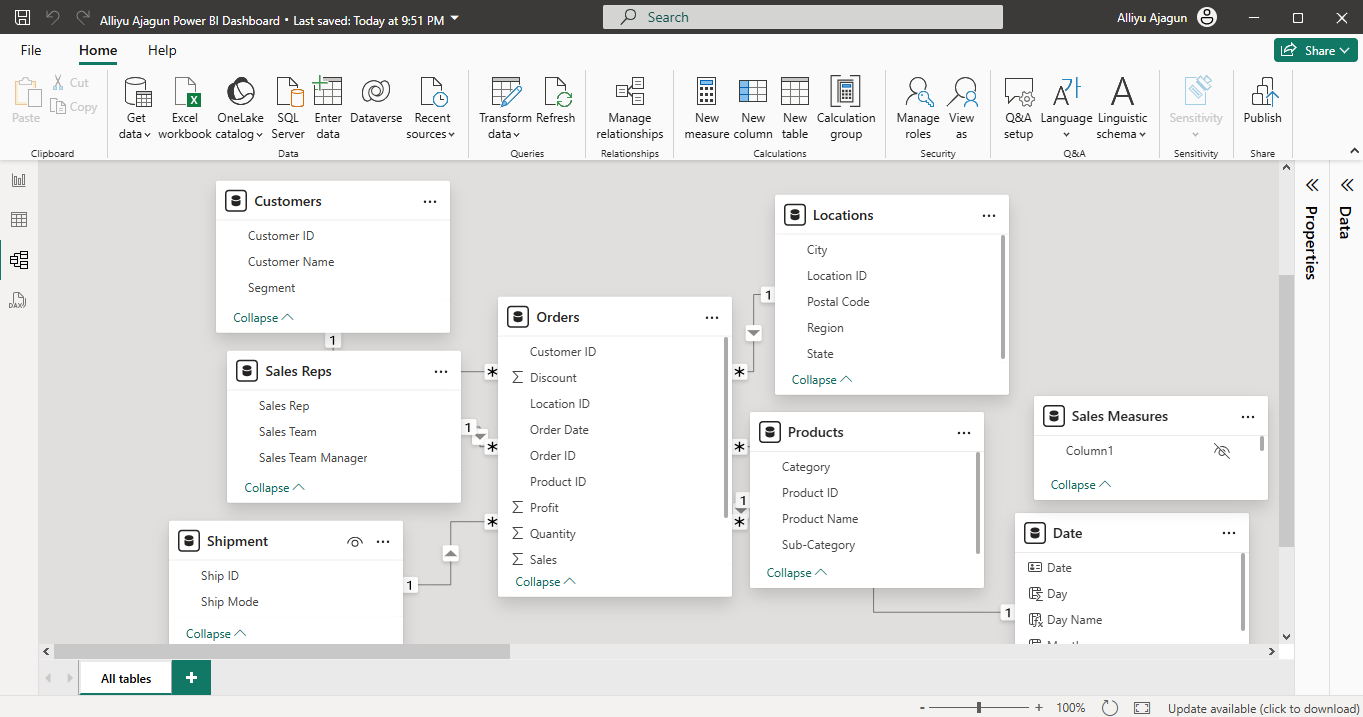 Alliyu Ajagun Power BI Dashboard • Last saved: Today at 9:51 PM
Search
Alliyu Ajagun
File
Home
Help
Share
Paste
Cut
Copy
Clipboard
Get data
Excel workbook
OneLake catalog
SQL Server
Enter data
Dataverse
Recent sources
Data
Transform data
Refresh
Queries
Manage relationships
Relationships
New measure
New column
New table
Calculation group
Calculations
Manage roles
View as
Security
Q&A setup
Language
Linguistic schema
Q&A
Sensitivity
Sensitivity
Publish
Share
Customers
Customer ID
Customer Name
Segment
Collapse
1
Sales Reps
Sales Rep
Sales Team
Sales Team Manager
Collapse
1
Shipment
Ship ID
Ship Mode
Collapse
1
Orders
Customer ID
Σ Discount
Location ID
Order Date
Order ID
Product ID
Σ Profit
Σ Quantity
Σ Sales
Collapse
*
*
*
*
*
*
Locations
City
Location ID
Postal Code
Region
State
Collapse
1
Products
Category
Product ID
Product Name
Sub-Category
Collapse
1
Sales Measures
Column1
Collapse
Date
Date
Day
Day Name
1
Properties
Data
DAX
All tables
+
- + 100%
Update available (click to download)